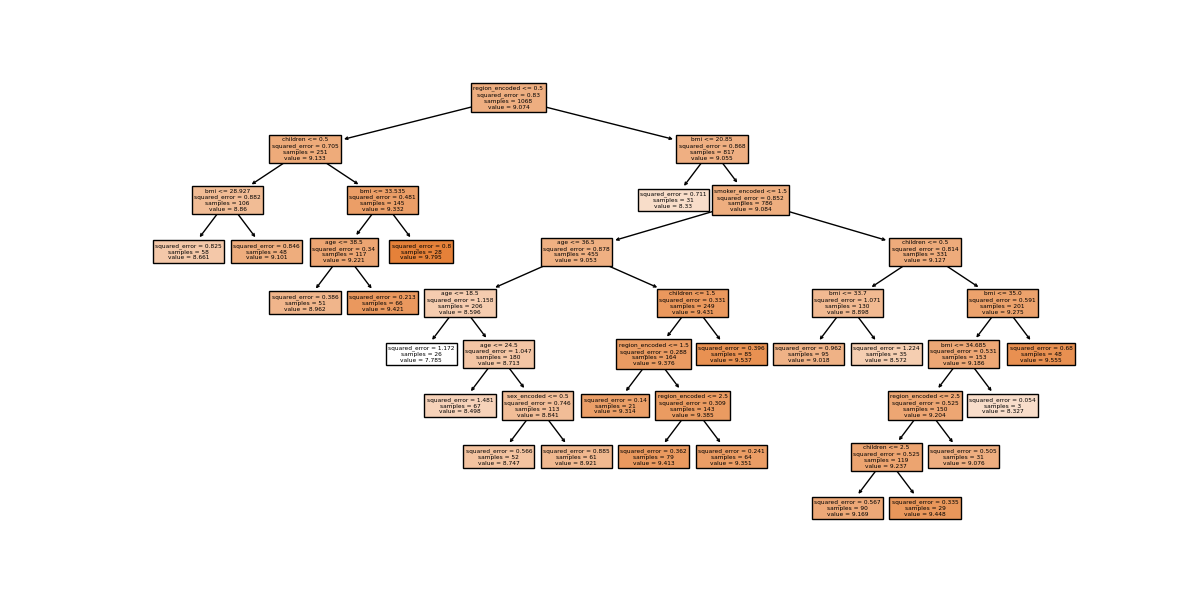 region_encoded <= 0.5
squared_error = 0.83
samples = 1068
value = 9.074
children <= 0.5
squared_error = 0.705
samples = 251
value = 9.133
bmi <= 20.85
squared_error = 0.868
samples = 817
value = 9.055
bmi <= 28.927
squared_error = 0.882
samples = 106
value = 8.86
bmi <= 33.535
squared_error = 0.481
samples = 145
value = 9.332
squared_error = 0.711
samples = 31
value = 8.33
smoker_encoded <= 1.5
squared_error = 0.852
samples = 786
value = 9.084
squared_error = 0.825
samples = 58
value = 8.661
squared_error = 0.846
samples = 48
value = 9.101
age <= 38.5
squared_error = 0.34
samples = 117
value = 9.221
squared_error = 0.8
samples = 28
value = 9.795
age <= 36.5
squared_error = 0.878
samples = 455
value = 9.053
children <= 0.5
squared_error = 0.814
samples = 331
value = 9.127
squared_error = 0.386
samples = 51
value = 8.962
squared_error = 0.213
samples = 66
value = 9.421
age <= 18.5
squared_error = 1.158
samples = 206
value = 8.596
children <= 1.5
squared_error = 0.331
samples = 249
value = 9.431
bmi <= 33.7
squared_error = 1.071
samples = 130
value = 8.898
bmi <= 35.0
squared_error = 0.591
samples = 201
value = 9.275
squared_error = 1.172
samples = 26
value = 7.785
age <= 24.5
squared_error = 1.047
samples = 180
value = 8.713
region_encoded <= 1.5
squared_error = 0.288
samples = 164
value = 9.376
squared_error = 0.396
samples = 85
value = 9.537
squared_error = 0.962
samples = 95
value = 9.018
squared_error = 1.224
samples = 35
value = 8.572
bmi <= 34.685
squared_error = 0.531
samples = 153
value = 9.186
squared_error = 0.68
samples = 48
value = 9.555
squared_error = 1.481
samples = 67
value = 8.498
sex_encoded <= 0.5
squared_error = 0.746
samples = 113
value = 8.841
squared_error = 0.14
samples = 21
value = 9.314
region_encoded <= 2.5
squared_error = 0.309
samples = 143
value = 9.385
region_encoded <= 2.5
squared_error = 0.525
samples = 150
value = 9.204
squared_error = 0.054
samples = 3
value = 8.327
squared_error = 0.566
samples = 52
value = 8.747
squared_error = 0.885
samples = 61
value = 8.921
squared_error = 0.362
samples = 79
value = 9.413
squared_error = 0.241
samples = 64
value = 9.351
children <= 2.5
squared_error = 0.525
samples = 119
value = 9.237
squared_error = 0.505
samples = 31
value = 9.076
squared_error = 0.567
samples = 90
value = 9.169
squared_error = 0.335
samples = 29
value = 9.448